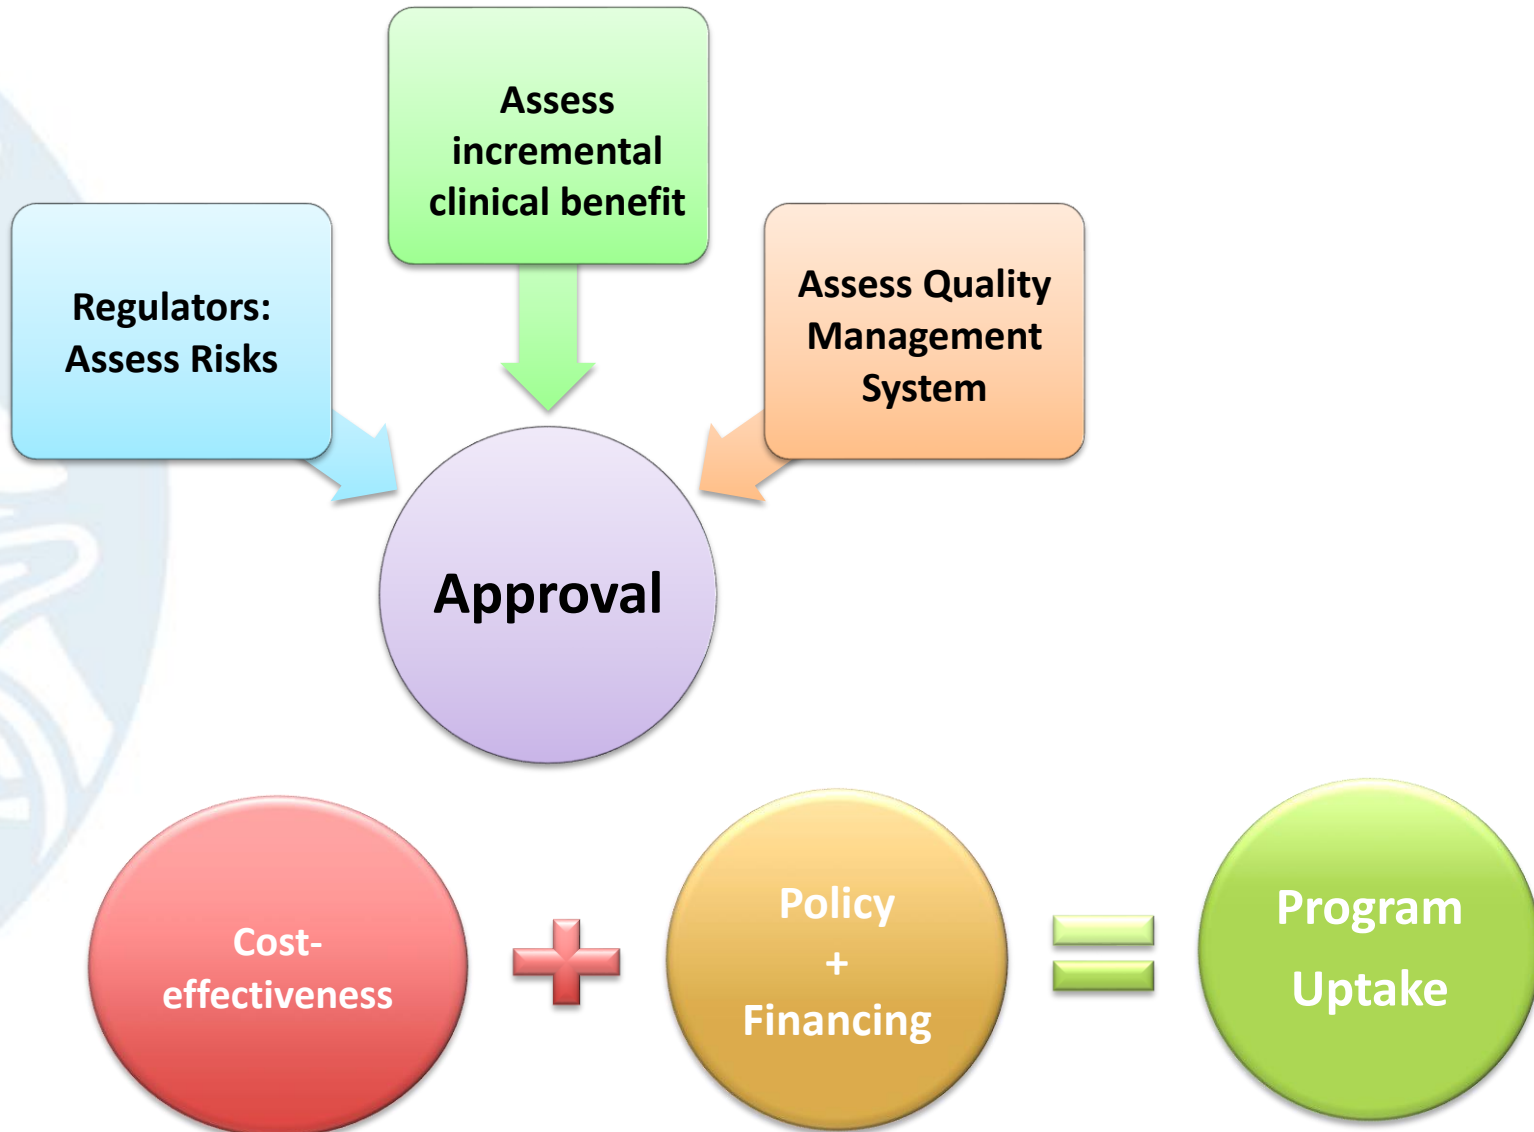 Assess
incremental
clinical benefit
Regulators:
Assess Risks
Assess Quality
Management
System
Approval
Cost-
effectiveness
Policy
+
Financing
Program
Uptake